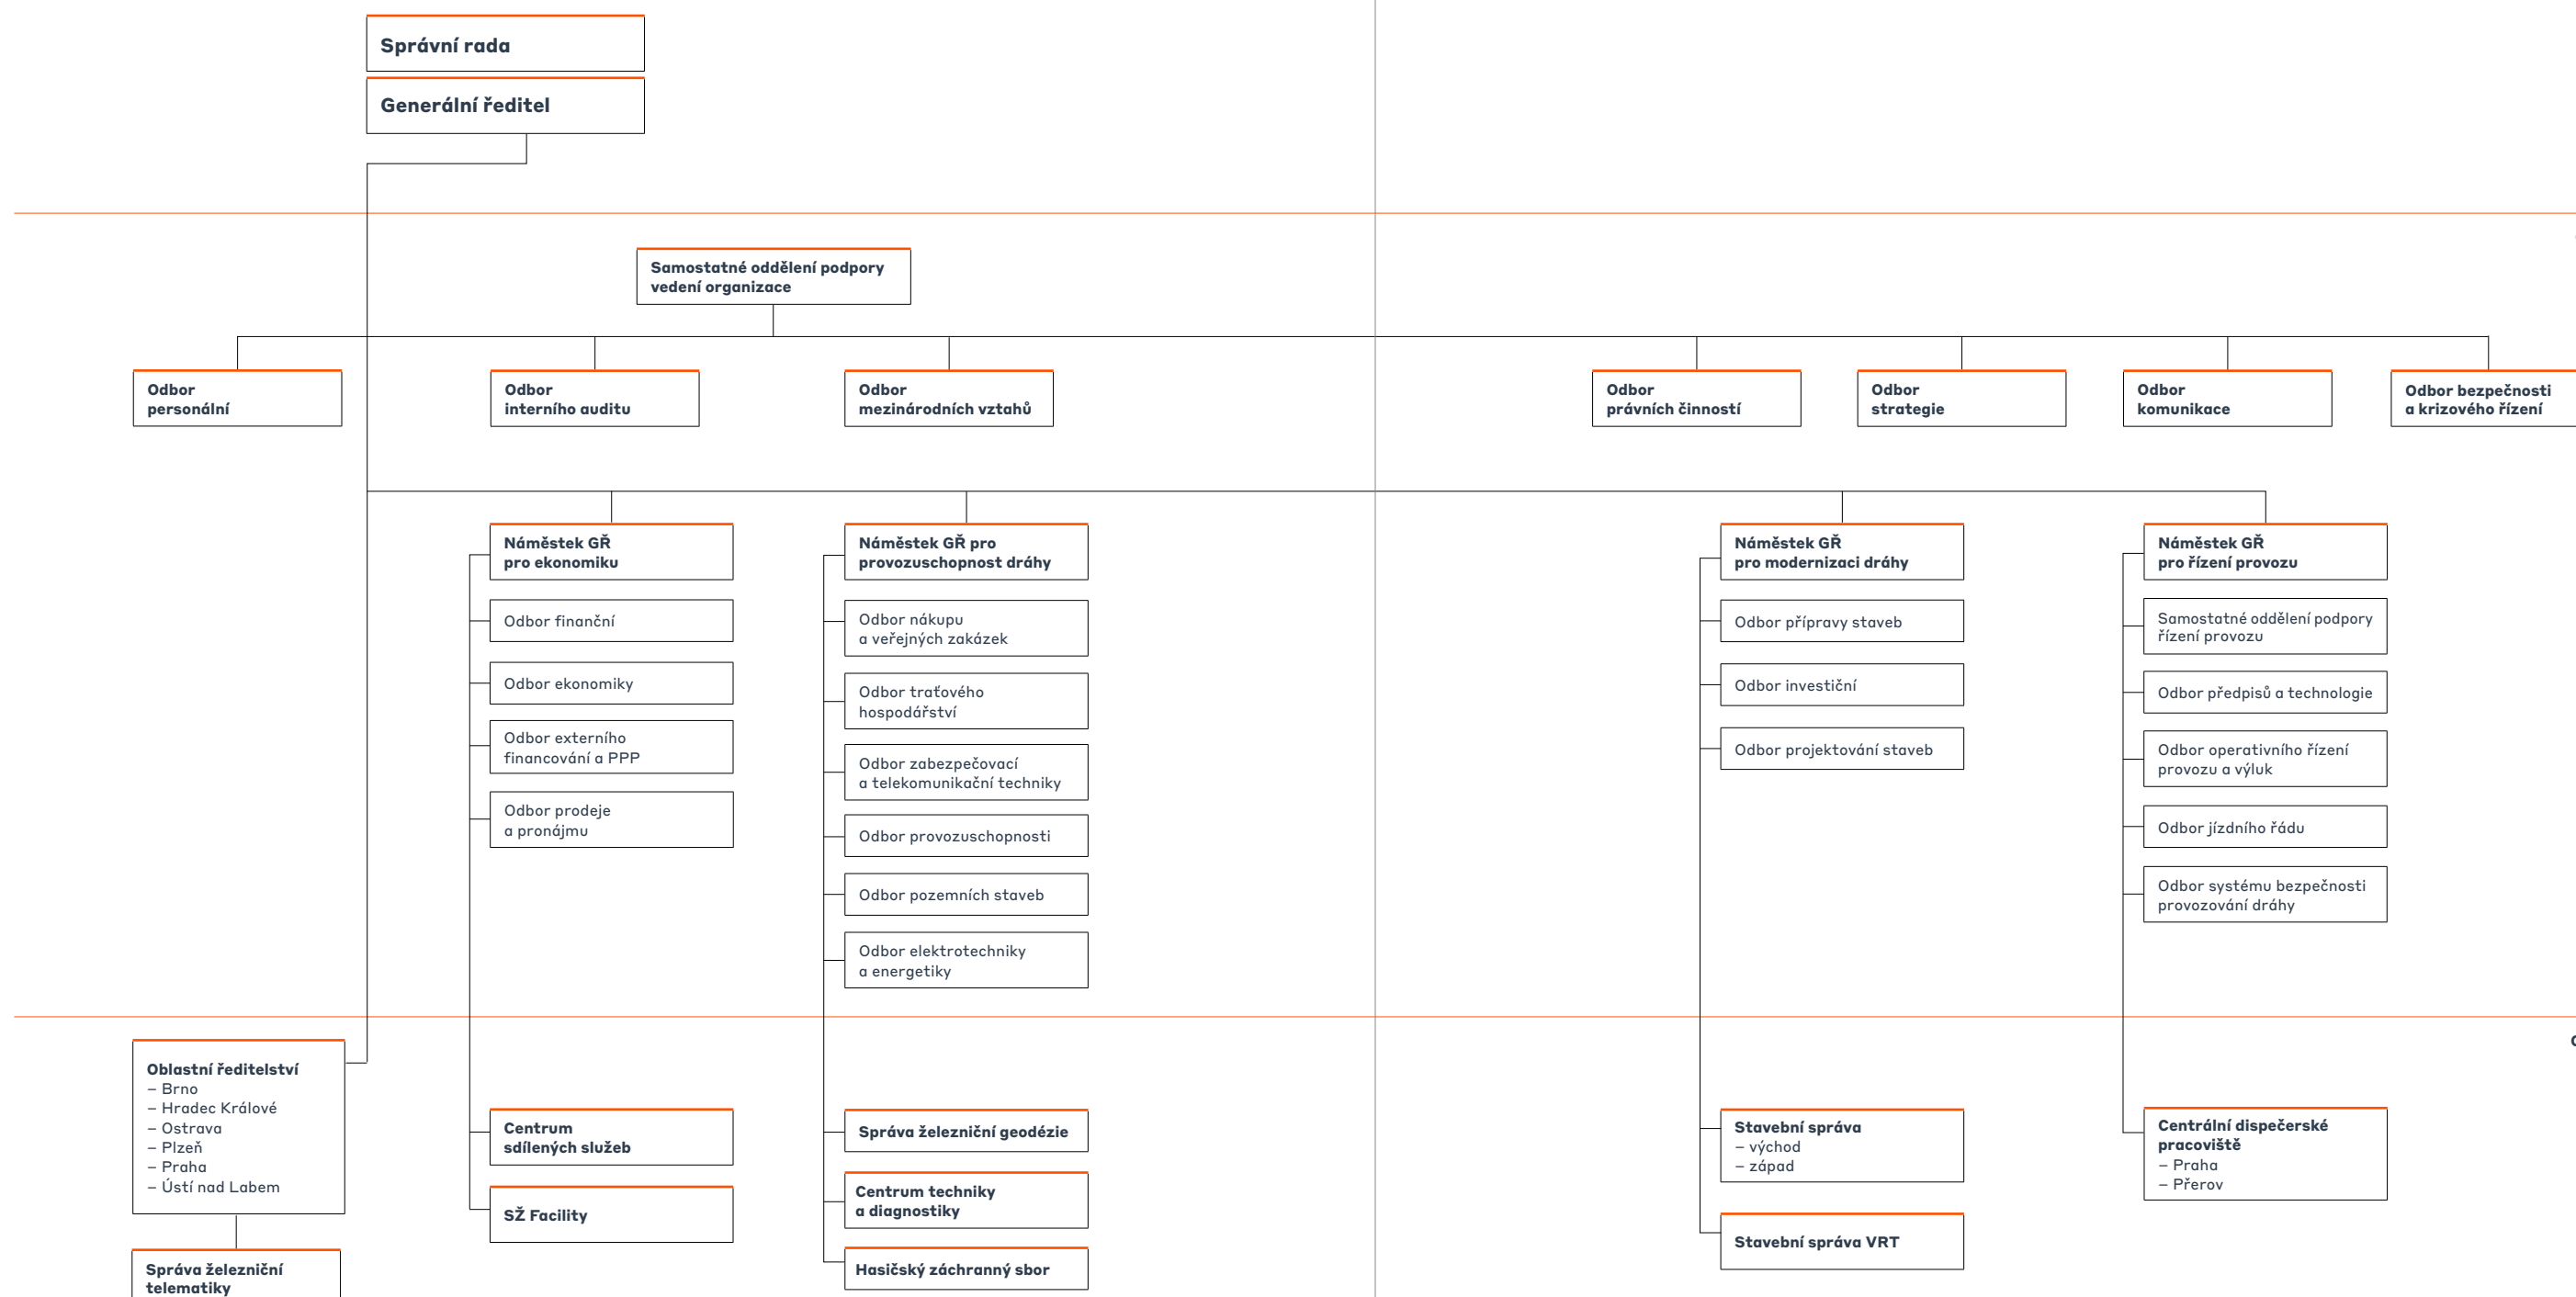 Správní rada
Generální ředitel
Samostatné oddělení podpory
vedení organizace
Odbor
personální
Odbor
interního auditu
Odbor
mezinárodních vztahů
Odbor
právních činností
Odbor
strategie
Odbor
komunikace
Odbor bezpečnosti
a krizového řízení
Náměstek GŘ
pro ekonomiku
Odbor finanční
Odbor ekonomiky
Odbor externího
financování a PPP
Odbor prodeje
a pronájmu
Náměstek GŘ pro
provozuschopnost dráhy
Odbor nákupu
a veřejných zakázek
Odbor traťového
hospodářství
Odbor zabezpečovací
a telekomunikační techniky
Odbor provozuschopnosti
Odbor pozemních staveb
Odbor elektrotechniky
a energetiky
Náměstek GŘ
pro modernizaci dráhy
Odbor přípravy staveb
Odbor investiční
Odbor projektování staveb
Náměstek GŘ
pro řízení provozu
Samostatné oddělení podpory
řízení provozu
Odbor předpisů a technologie
Odbor operativního řízení
provozu a výluk
Odbor jízdního řádu
Odbor systému bezpečnosti
provozování dráhy
Oblastní ředitelství
– Brno
– Hradec Králové
– Ostrava
– Plzeň
– Praha
– Ústí nad Labem
Správa železniční
telematiky
Centrum
sdílených služeb
SŽ Facility
Správa železniční geodézie
Centrum techniky
a diagnostiky
Hasičský záchranný sbor
Stavební správa
– východ
– západ
Stavební správa VRT
Centrální dispečerské
pracoviště
– Praha
– Přerov